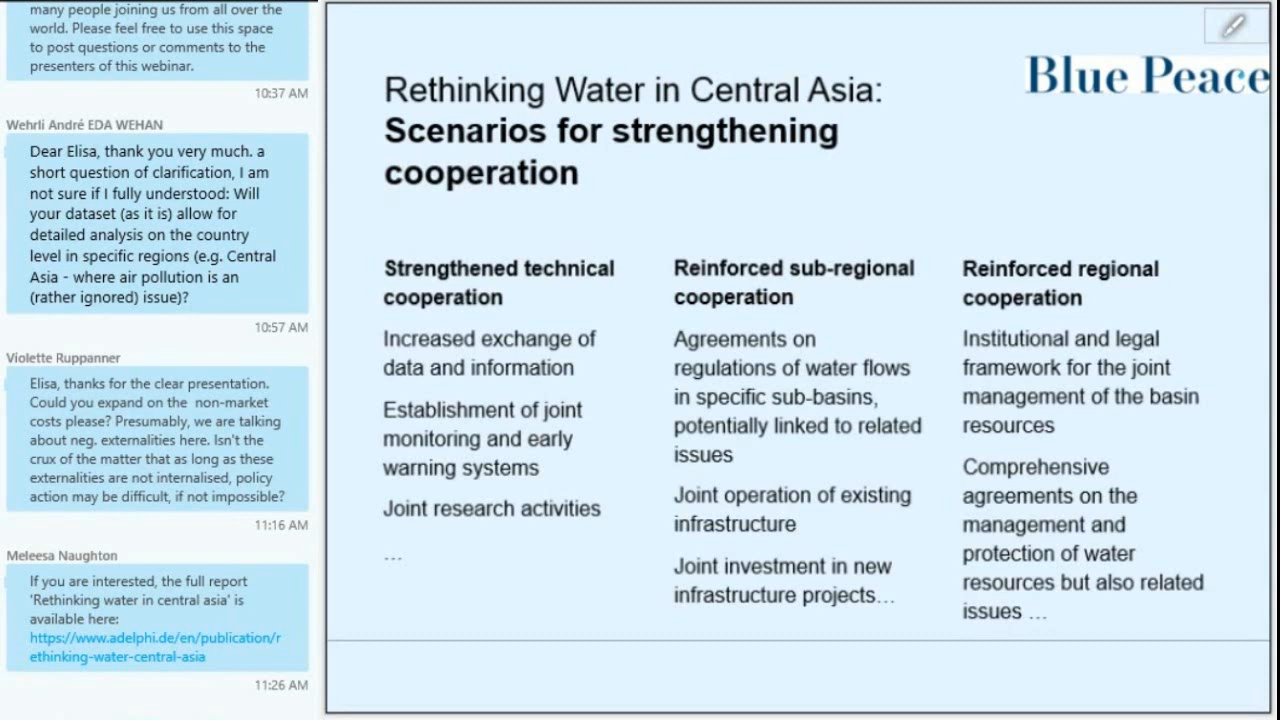 many people joining us from all over the
world. Please feel free to use this space
to post questions or comments to the
presenters of this webinar.
10:37 AM
Wehrli André EDA WEHAN
Dear Elisa, thank you very much. a
short question of clarification, I am
not sure if I fully understood: Will
your dataset (as it is) allow for
detailed analysis on the country
level in specific regions (e.g. Central
Asia - where air pollution is an
(rather ignored) issue)?
10:57 AM
Violette Ruppanner
Elisa, thanks for the clear presentation.
Could you expand on the non-market
costs please? Presumably, we are talking
about neg. externalities here. Isn't the
crux of the matter that as long as these
externalities are not internalised, policy
action may be difficult, if not impossible?
11:16 AM
Meleesa Naughton
If you are interested, the full report
'Rethinking water in central asia' is
available here:
https://www.adelphi.de/en/publication/r
ethinking-water-central-asia
11:26 AM
Blue Peace
Rethinking Water in Central Asia:
Scenarios for strengthening
cooperation
Strengthened technical
cooperation
Increased exchange of
data and information
Establishment of joint
monitoring and early
warning systems
Joint research activities
...
Reinforced sub-regional
cooperation
Agreements on
regulations of water flows
in specific sub-basins,
potentially linked to related
issues
Joint operation of existing
infrastructure
Joint investment in new
infrastructure projects...
Reinforced regional
cooperation
Institutional and legal
framework for the joint
management of the basin
resources
Comprehensive
agreements on the
management and
protection of water
resources but also related
issues ...